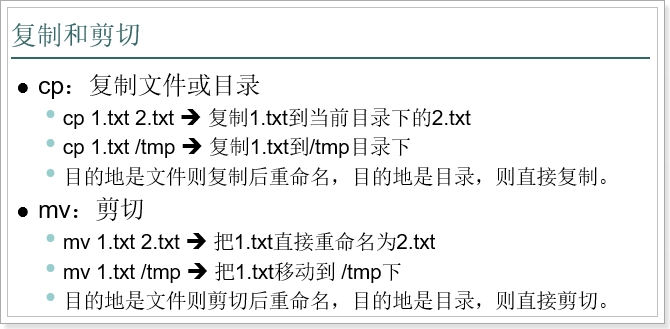 复制和剪切
● cp：复制文件或目录
● cp 1.txt 2.txt ➔ 复制1.txt到当前目录下的2.txt
● cp 1.txt /tmp ➔ 复制1.txt到/tmp目录下
● 目的地是文件则复制后重命名，目的地是目录，则直接复制。
● mv：剪切
● mv 1.txt 2.txt ➔ 把1.txt直接重命名为2.txt
● mv 1.txt /tmp ➔ 把1.txt移动到 /tmp下
● 目的地是文件则剪切后重命名，目的地是目录，则直接剪切。